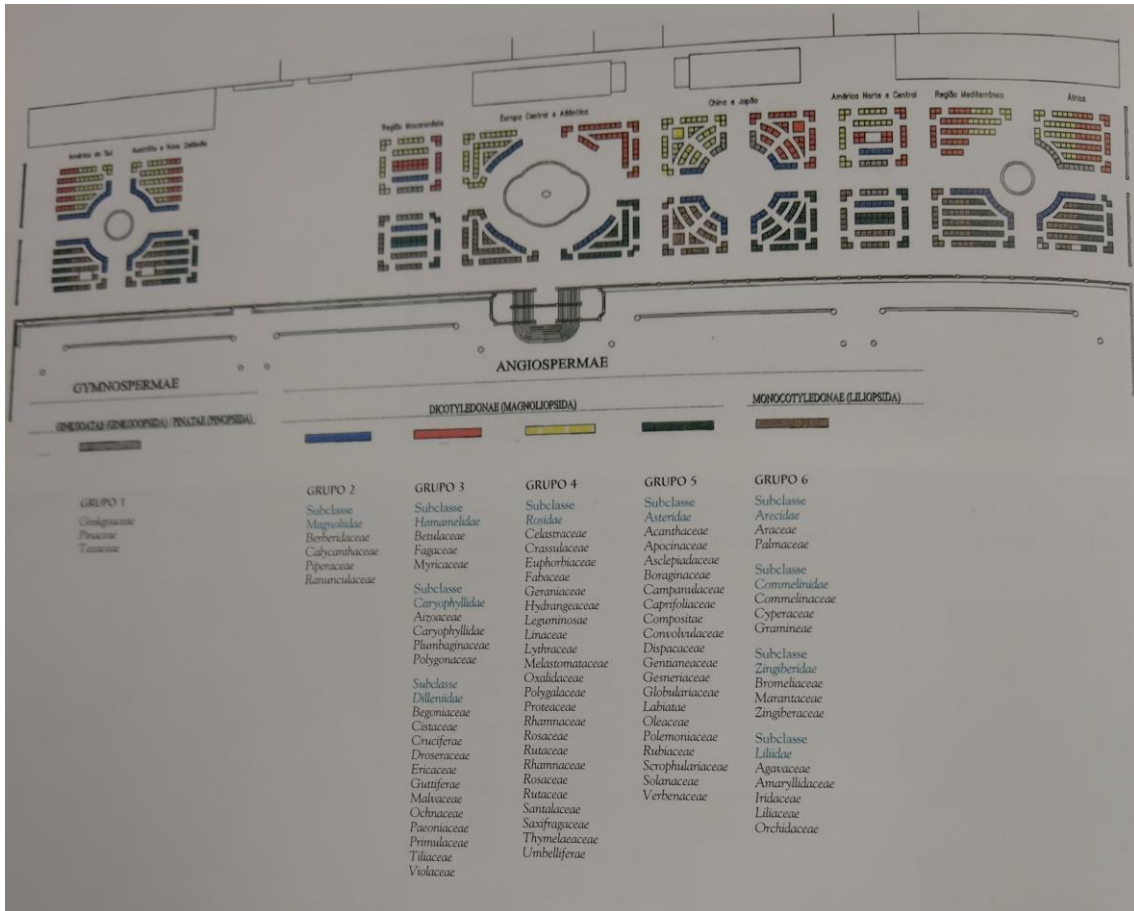 América do Sul
Austrália e Nova Zelândia
Região Macaronésia
Europa Central e Atlântica
China e Japão
América Norte e Central
Região Mediterrânea
África
GYMNOSPERMAE
ANGIOSPERMAE
GINKGOATAE (GINKGOOPSIDA) / PINATAE (PINOPSIDA)
DICOTYLEDONAE (MAGNOLIOPSIDA)
MONOCOTYLEDONAE (LILIOPSIDA)
GRUPO 1
Ginkgoaceae
Pinaceae
Taxaceae
GRUPO 2
Subclasse
Magnoliidae
Berberidaceae
Calycanthaceae
Piperaceae
Ranunculaceae
GRUPO 3
Subclasse
Hamamelidae
Betulaceae
Fagaceae
Myricaceae
Subclasse
Caryophyllidae
Aizoaceae
Caryophyllidae
Plumbaginaceae
Polygonaceae
Subclasse
Dilleniidae
Begoniaceae
Cistaceae
Cruciferae
Droseraceae
Ericaceae
Guttiferae
Malvaceae
Ochnaceae
Paeoniaceae
Primulaceae
Tiliaceae
Violaceae
GRUPO 4
Subclasse
Rosidae
Celastraceae
Crassulaceae
Euphorbiaceae
Fabaceae
Geraniaceae
Hydrangeaceae
Leguminosae
Linaceae
Lythraceae
Melastomataceae
Oxalidaceae
Polygalaceae
Proteaceae
Rhamnaceae
Rosaceae
Rutaceae
Rhamnaceae
Rosaceae
Rutaceae
Santalaceae
Saxifragaceae
Thymelaeaceae
Umbelliferae
GRUPO 5
Subclasse
Asteridae
Acanthaceae
Apocinaceae
Asclepiadaceae
Boraginaceae
Campanulaceae
Caprifoliaceae
Compositae
Convolvulaceae
Dispacaceae
Gentianeaceae
Gesneriaceae
Globulariaceae
Labiatae
Oleaceae
Polemoniaceae
Rubiaceae
Scrophulariaceae
Solanaceae
Verbenaceae
GRUPO 6
Subclasse
Arecidae
Araceae
Palmaceae
Subclasse
Commelinidae
Commelinaceae
Cyperaceae
Gramineae
Subclasse
Zingiberidae
Bromeliaceae
Marantaceae
Zingiberaceae
Subclasse
Liliidae
Agavaceae
Amaryllidaceae
Iridaceae
Liliaceae
Orchidaceae